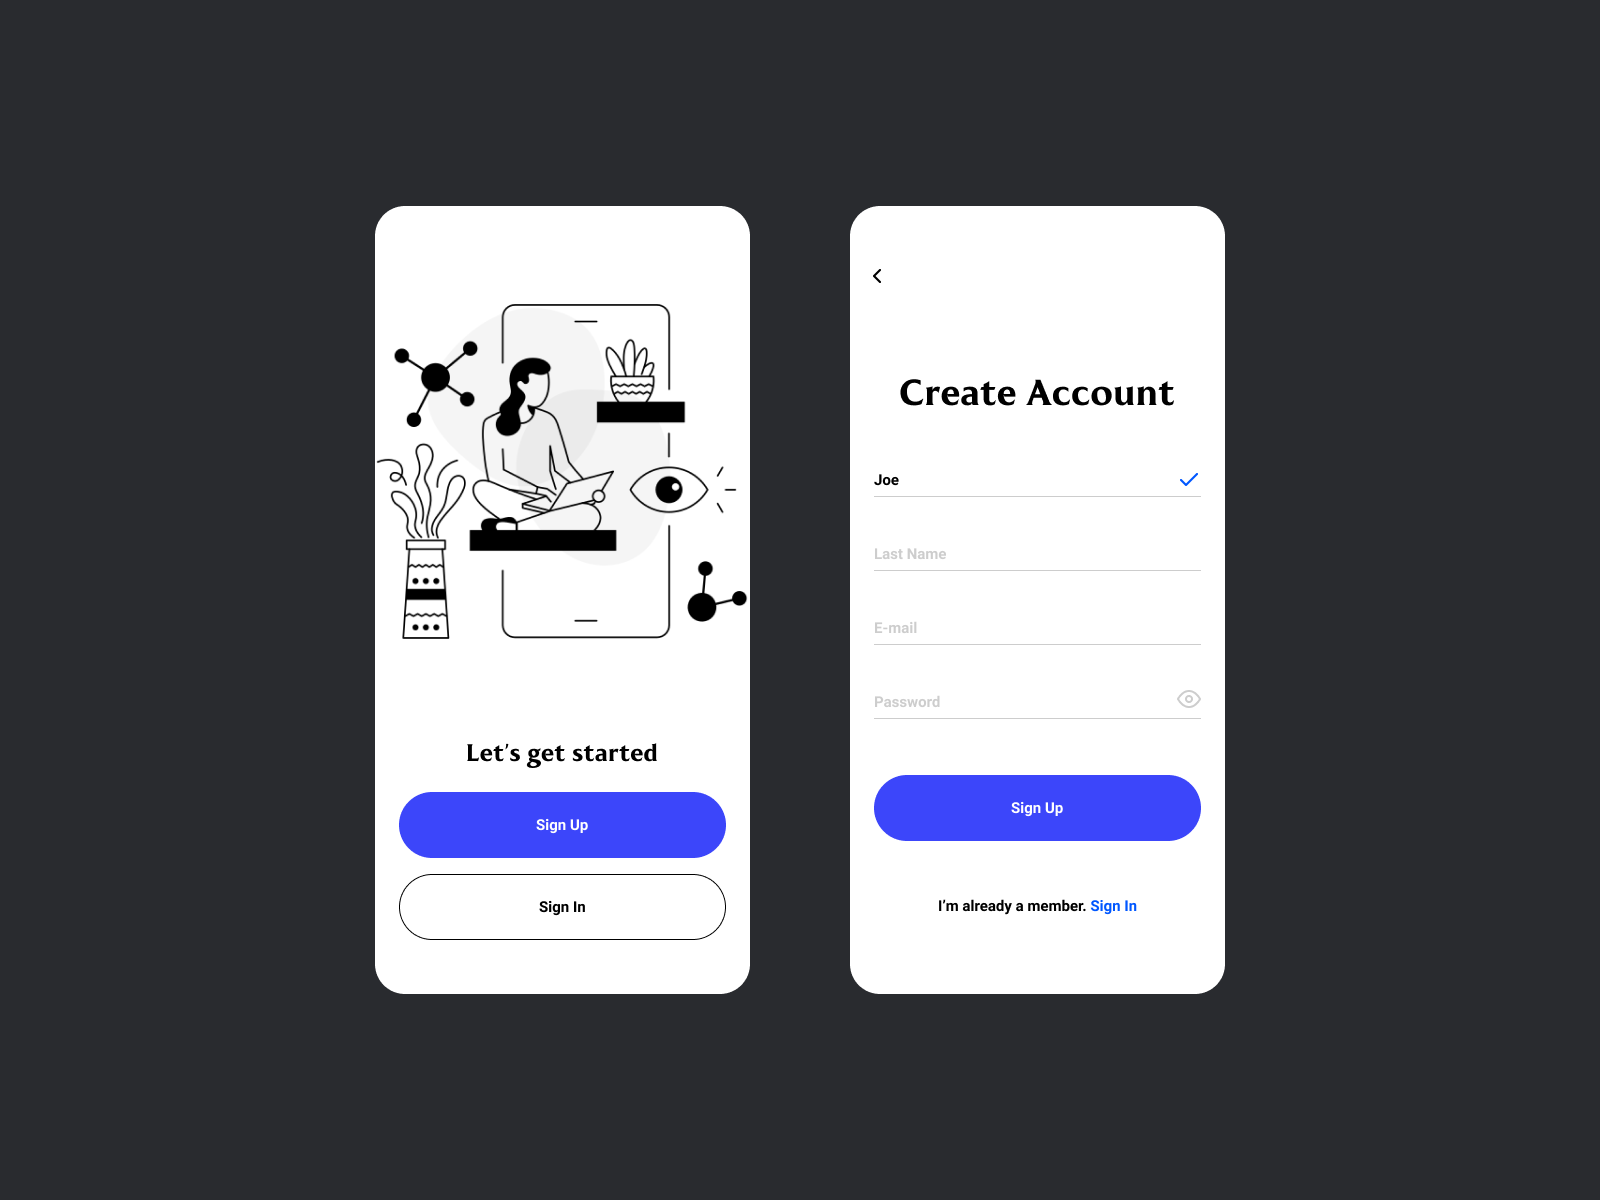 Let's get started
Sign Up
Sign In
Create Account
Joe
Last Name
E-mail
Password
Sign Up
I’m already a member. Sign In